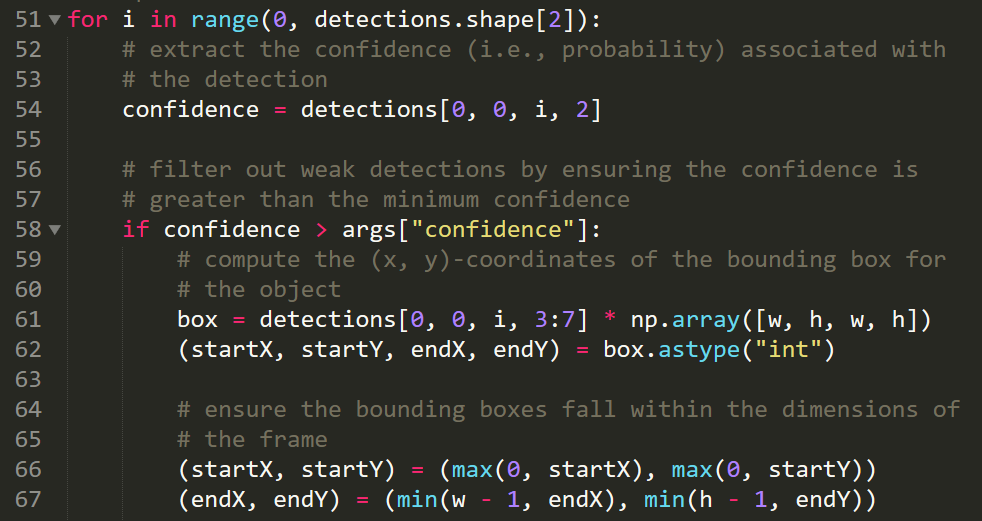 51 for i in range(0, detections.shape[2]):
52     # extract the confidence (i.e., probability) associated with
53     # the detection
54     confidence = detections[0, 0, i, 2]
55
56     # filter out weak detections by ensuring the confidence is
57     # greater than the minimum confidence
58     if confidence > args["confidence"]:
59         # compute the (x, y)-coordinates of the bounding box for
60         # the object
61         box = detections[0, 0, i, 3:7] * np.array([w, h, w, h])
62         (startX, startY, endX, endY) = box.astype("int")
63
64         # ensure the bounding boxes fall within the dimensions of
65         # the frame
66         (startX, startY) = (max(0, startX), max(0, startY))
67         (endX, endY) = (min(w - 1, endX), min(h - 1, endY))